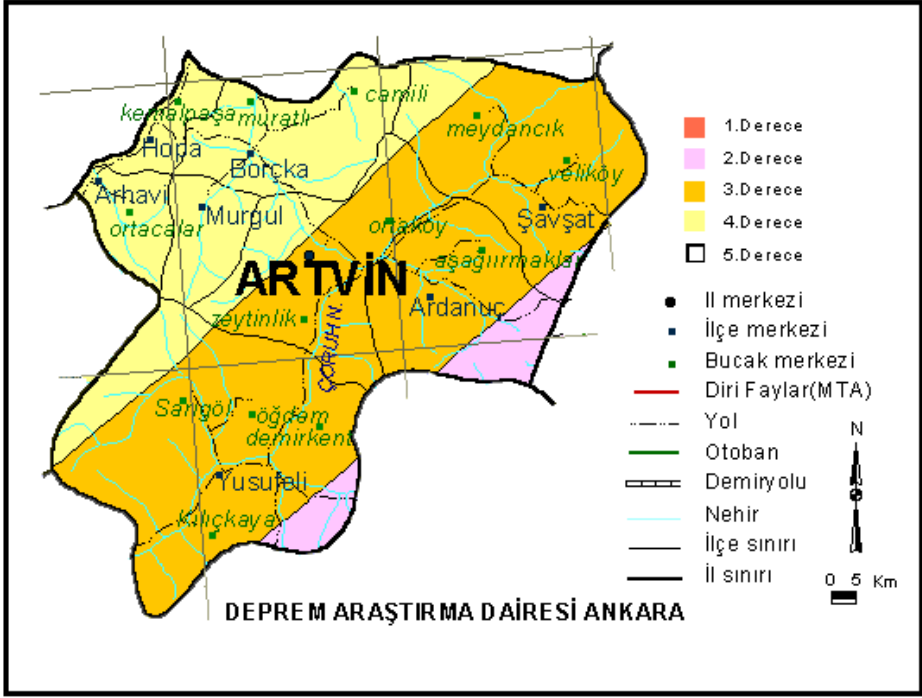 camili
kemalpaşa
muratlı
meydancık
Hopa
Borçka
veliköy
Arhavi
Murgul
Şavşat
ortacalar
ortaköy
aşağıırmaklar
ARTVİN
Ardanuç
zeytinlik
ÇORUH N.
Sarıgöl
öğdem
demirkent
Yusufeli
Kılıçkaya
1.Derece
2.Derece
3.Derece
4.Derece
5.Derece
Il merkezi
İlçe merkezi
Bucak merkezi
Diri Faylar(MTA)
Yol
Otoban
Demiryolu
Nehir
İlçe sınırı
İl sınırı
N
0 5 Km
DEPREM ARAŞTIRMA DAİRESİ ANKARA